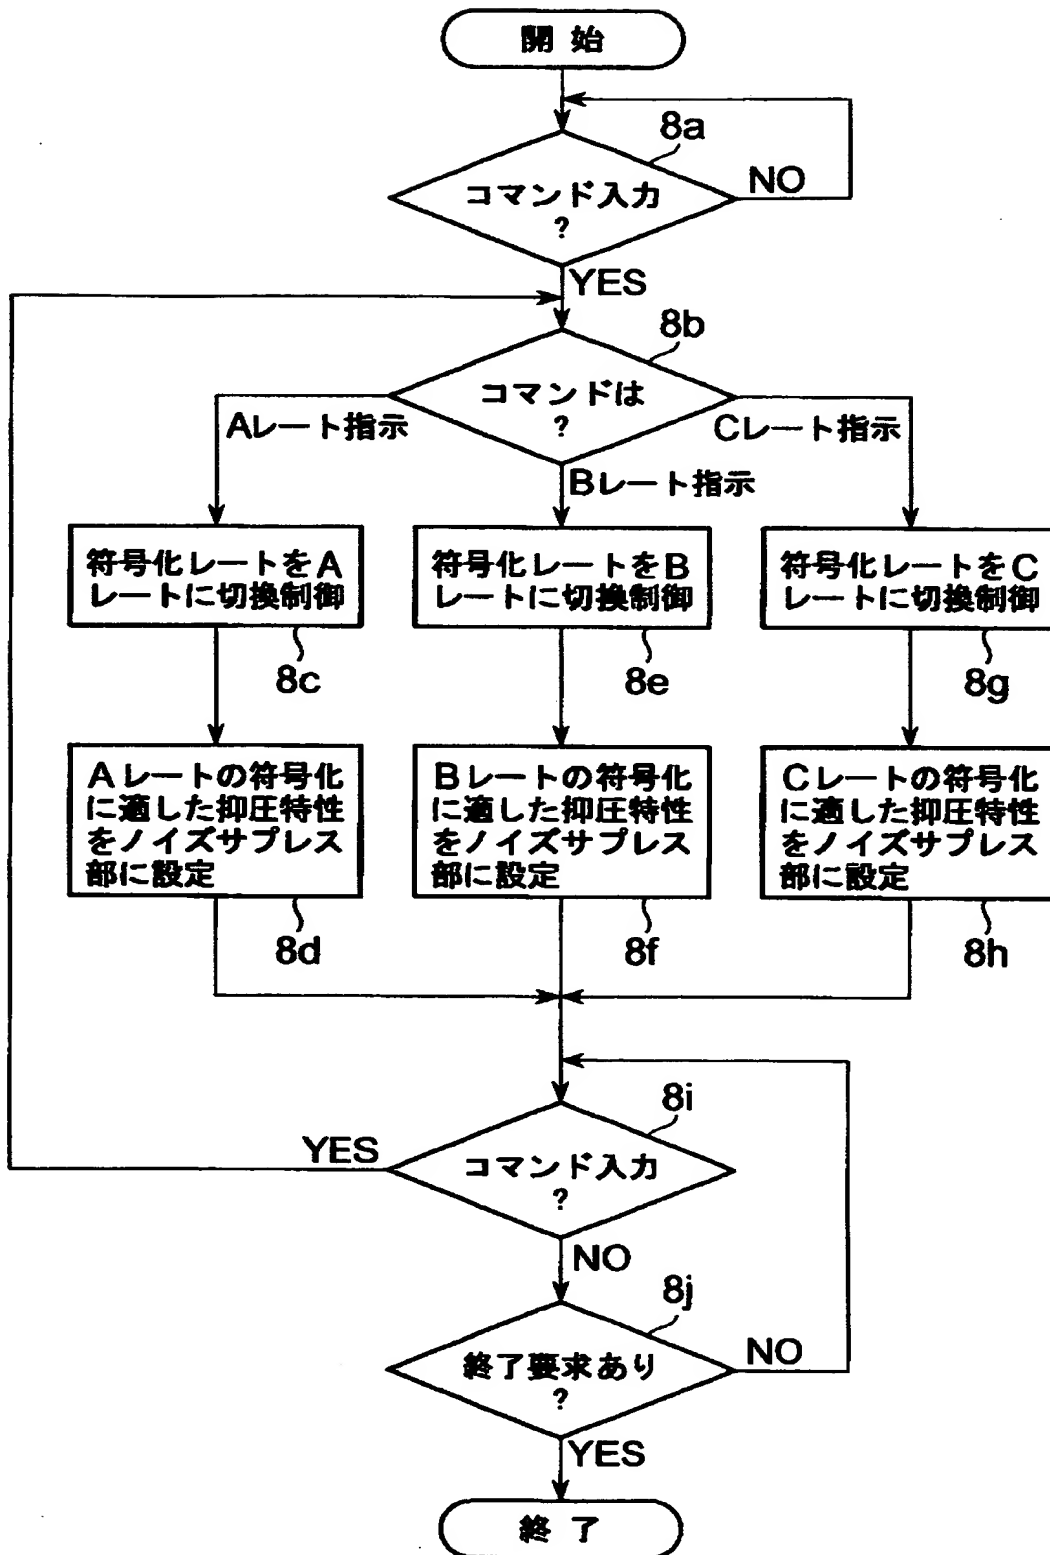 開始
8a
コマンド入力
?
NO
YES
8b
コマンドは
?
Aレート指示
Cレート指示
Bレート指示
符号化レートをA
レートに切換制御
8c
符号化レートをB
レートに切換制御
8e
符号化レートをC
レートに切換制御
8g
Aレートの符号化
に適した抑圧特性
をノイズサプレス
部に設定
8d
Bレートの符号化
に適した抑圧特性
をノイズサプレス
部に設定
8f
Cレートの符号化
に適した抑圧特性
をノイズサプレス
部に設定
8h
8i
YES
コマンド入力
?
NO
8j
終了要求あり
?
NO
YES
終了